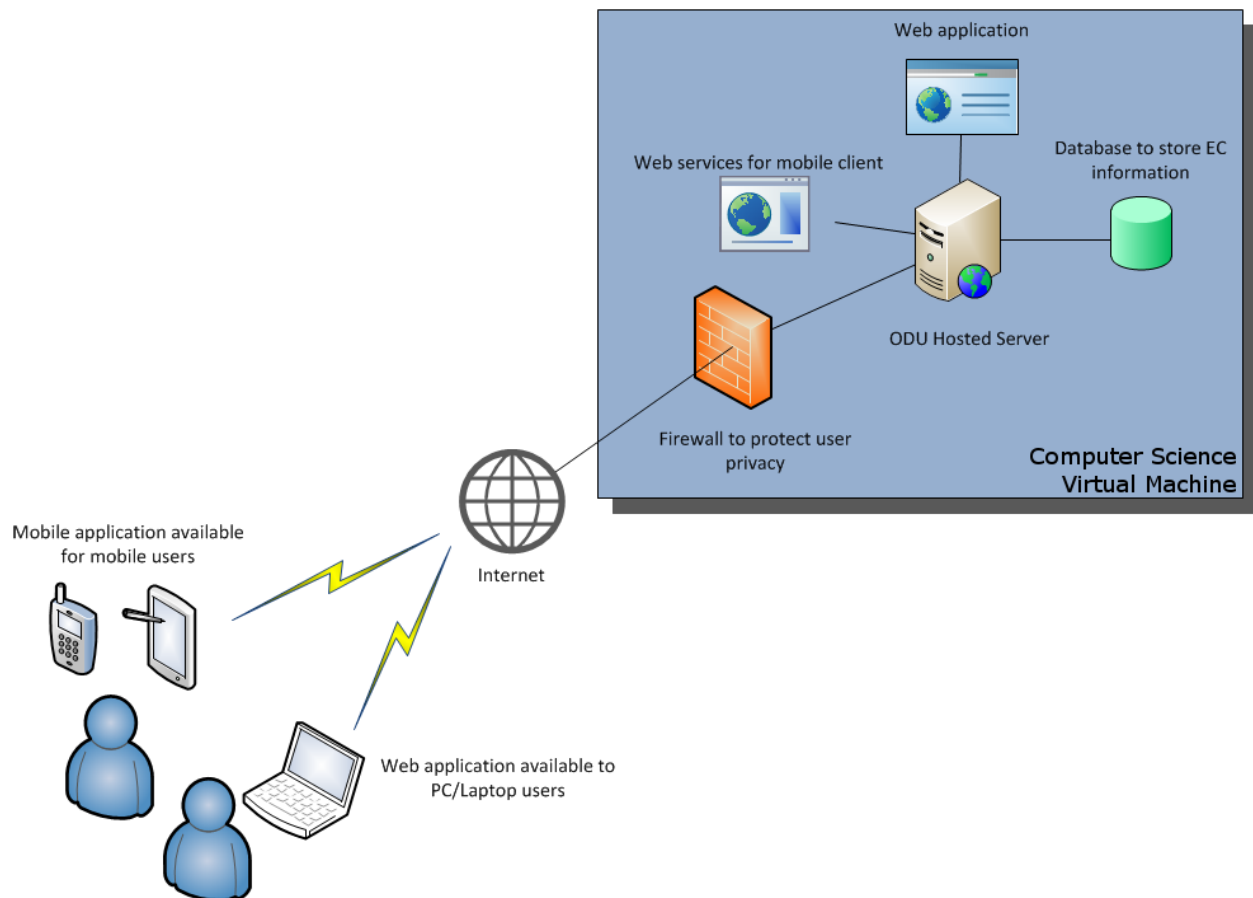 Web application
Database to store EC
information
Web services for mobile client
ODU Hosted Server
Firewall to protect user
privacy
Computer Science
Virtual Machine
Internet
Mobile application available
for mobile users
Web application available to
PC/Laptop users